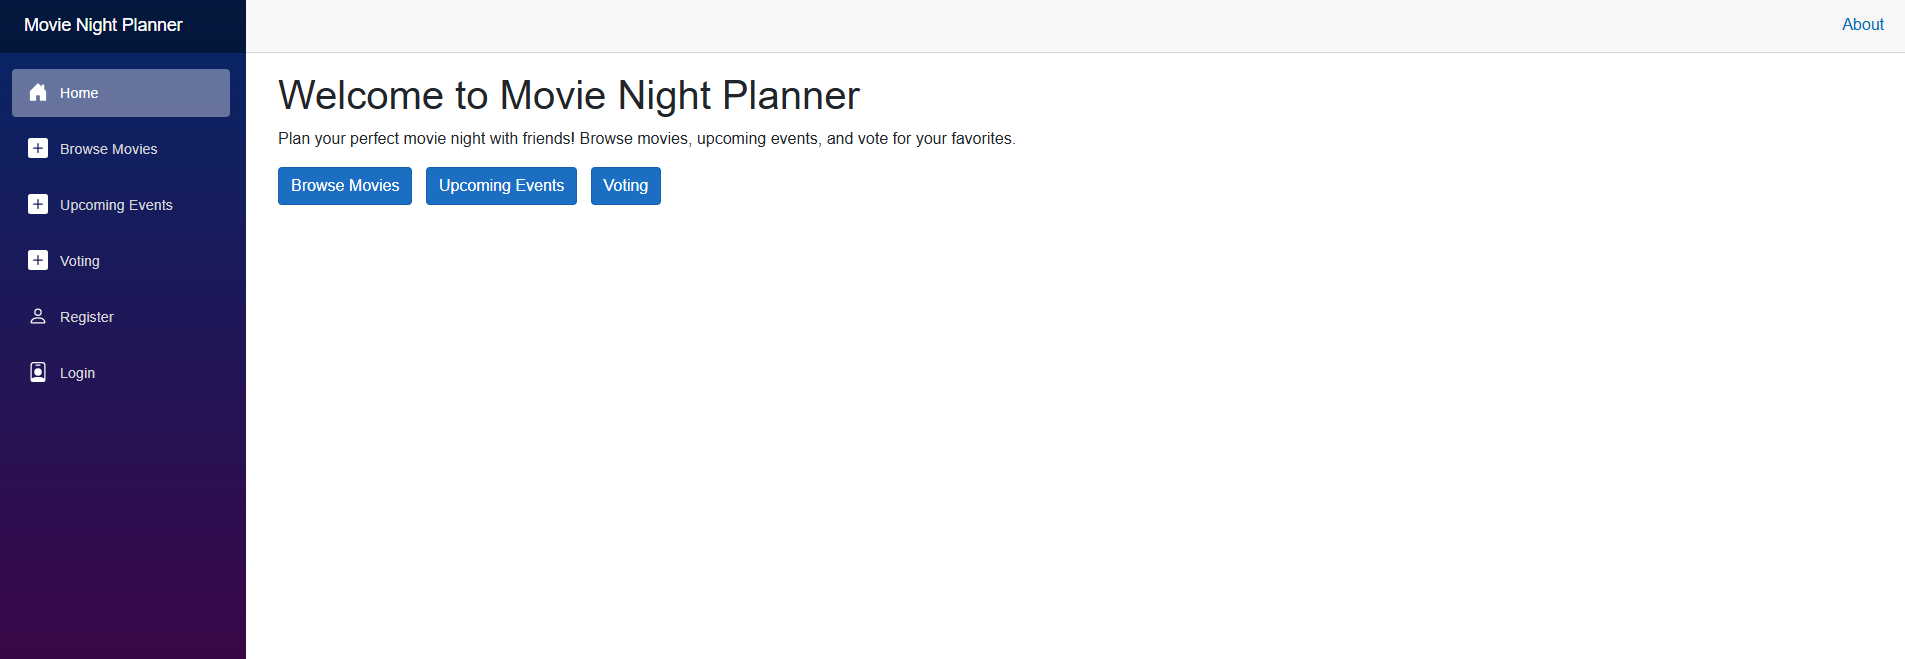 Movie Night Planner
About
Home
Browse Movies
Upcoming Events
Voting
Register
Login
Welcome to Movie Night Planner
Plan your perfect movie night with friends! Browse movies, upcoming events, and vote for your favorites.
Browse Movies Upcoming Events Voting